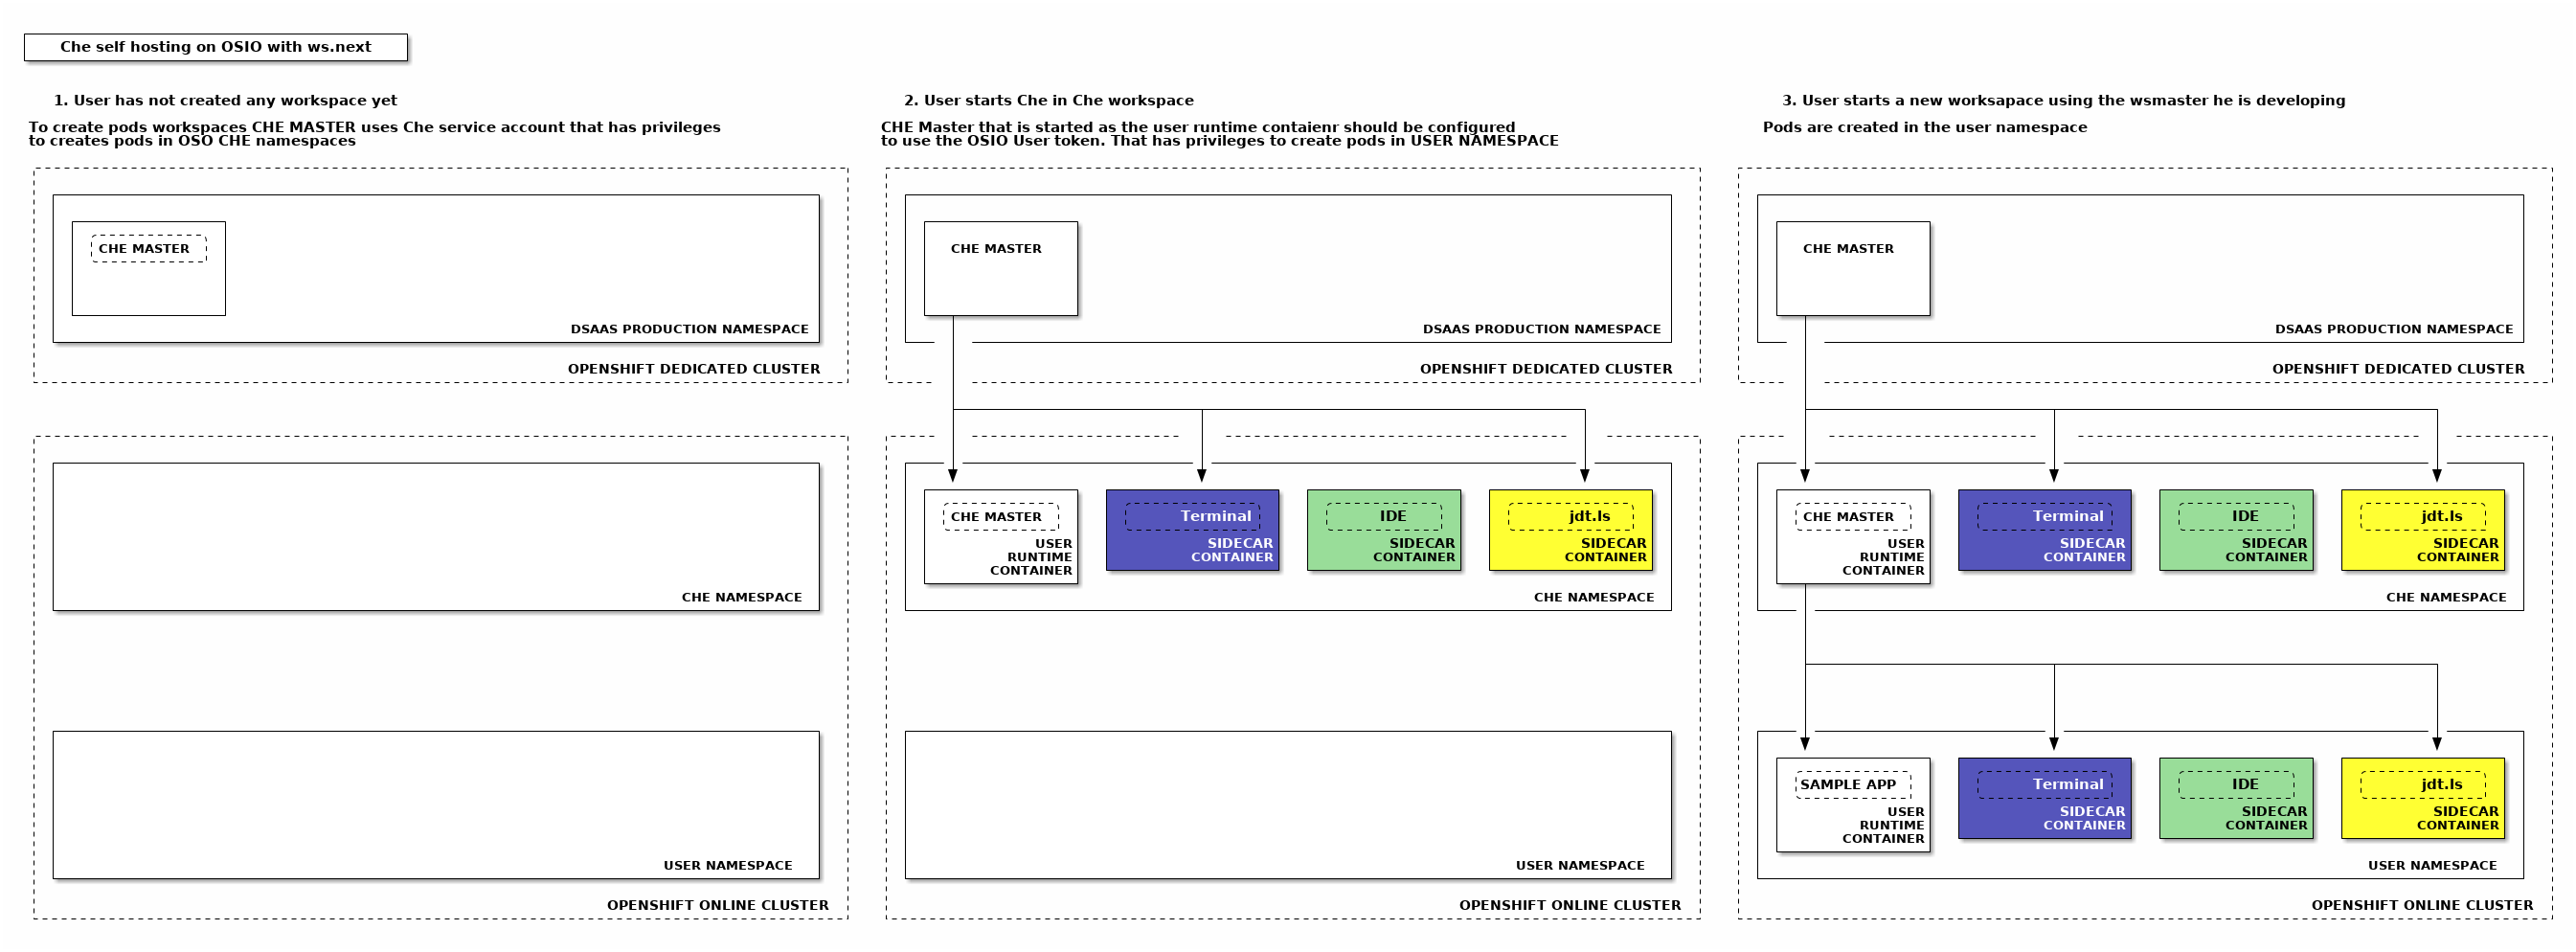 Che self hosting on OSIO with ws.next
1. User has not created any workspace yet
To create pods workspaces CHE MASTER uses Che service account that has privileges
to creates pods in OSO CHE namespaces
CHE MASTER
DSAAS PRODUCTION NAMESPACE
OPENSHIFT DEDICATED CLUSTER
CHE NAMESPACE
USER NAMESPACE
OPENSHIFT ONLINE CLUSTER
2. User starts Che in Che workspace
CHE Master that is started as the user runtime contaienr should be configured
to use the OSIO User token. That has privileges to create pods in USER NAMESPACE
CHE MASTER
DSAAS PRODUCTION NAMESPACE
OPENSHIFT DEDICATED CLUSTER
CHE MASTER
USER
RUNTIME
CONTAINER
Terminal
SIDECAR
CONTAINER
IDE
SIDECAR
CONTAINER
jdt.ls
SIDECAR
CONTAINER
CHE NAMESPACE
USER NAMESPACE
OPENSHIFT ONLINE CLUSTER
3. User starts a new worksapace using the wsmaster he is developing
Pods are created in the user namespace
CHE MASTER
DSAAS PRODUCTION NAMESPACE
OPENSHIFT DEDICATED CLUSTER
CHE MASTER
USER
RUNTIME
CONTAINER
Terminal
SIDECAR
CONTAINER
IDE
SIDECAR
CONTAINER
jdt.ls
SIDECAR
CONTAINER
CHE NAMESPACE
SAMPLE APP
USER
RUNTIME
CONTAINER
Terminal
SIDECAR
CONTAINER
IDE
SIDECAR
CONTAINER
jdt.ls
SIDECAR
CONTAINER
USER NAMESPACE
OPENSHIFT ONLINE CLUSTER